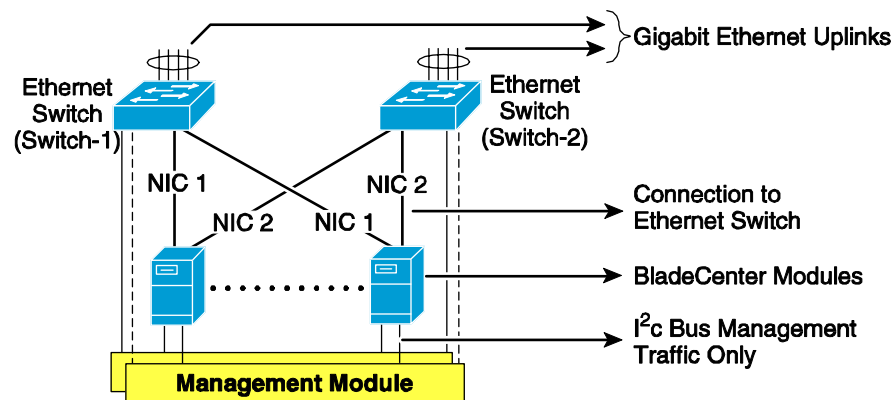 Gigabit Ethernet Uplinks
Ethernet
Switch
(Switch-1)
Ethernet
Switch
(Switch-2)
NIC 1
NIC 2
NIC 2
NIC 1
Connection to
Ethernet Switch
BladeCenter Modules
I²c Bus Management
Traffic Only
Management Module